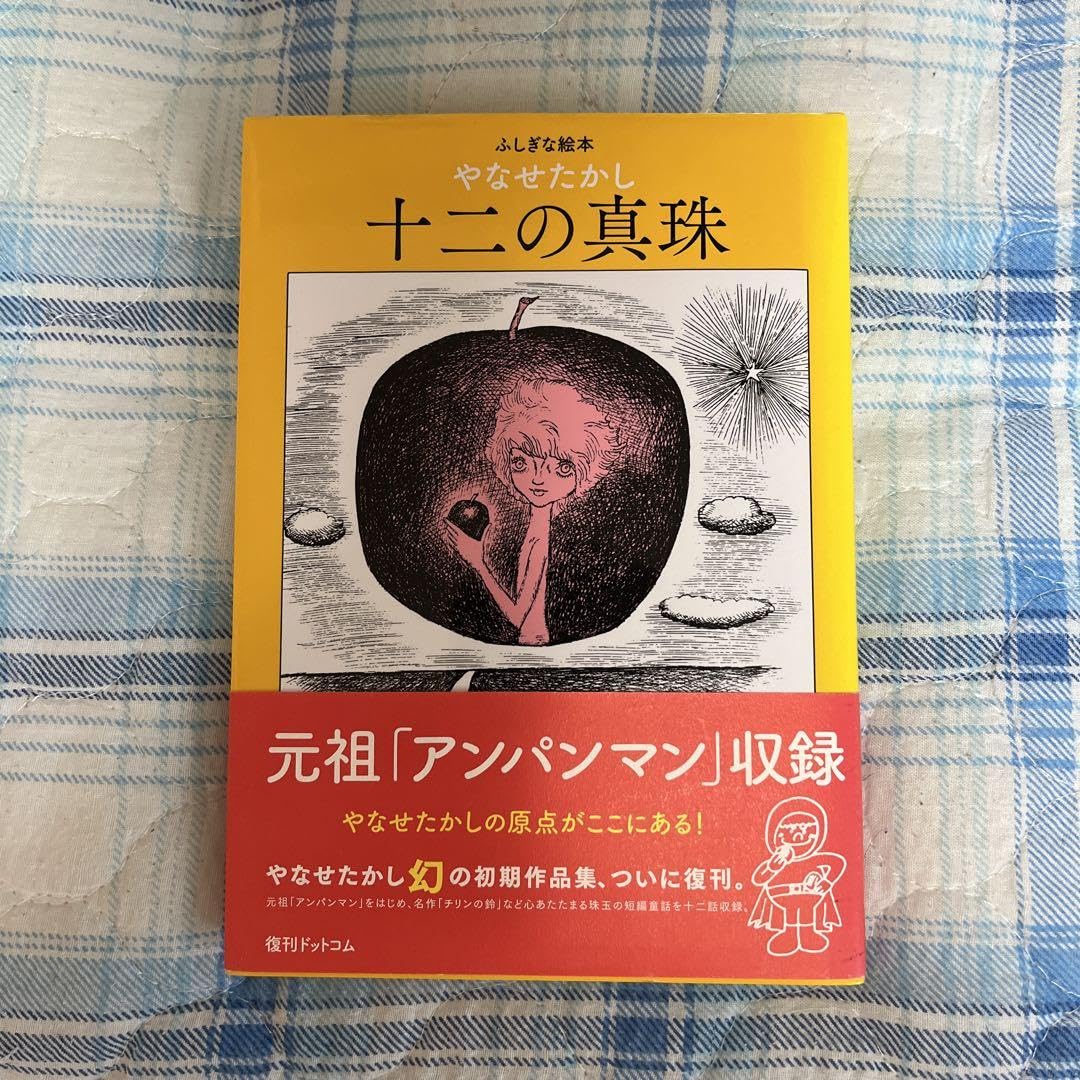 ふしぎな絵本
やなせたかし
十二の真珠
元祖「アンパンマン」収録
やなせたかしの原点がここにある！
やなせたかし幻の初期作品集、ついに復刊。
元祖「アンパンマン」をはじめ、名作「チリンの鈴」など心あたたまる珠玉の短編童話を十二話収録。
復刊ドットコム